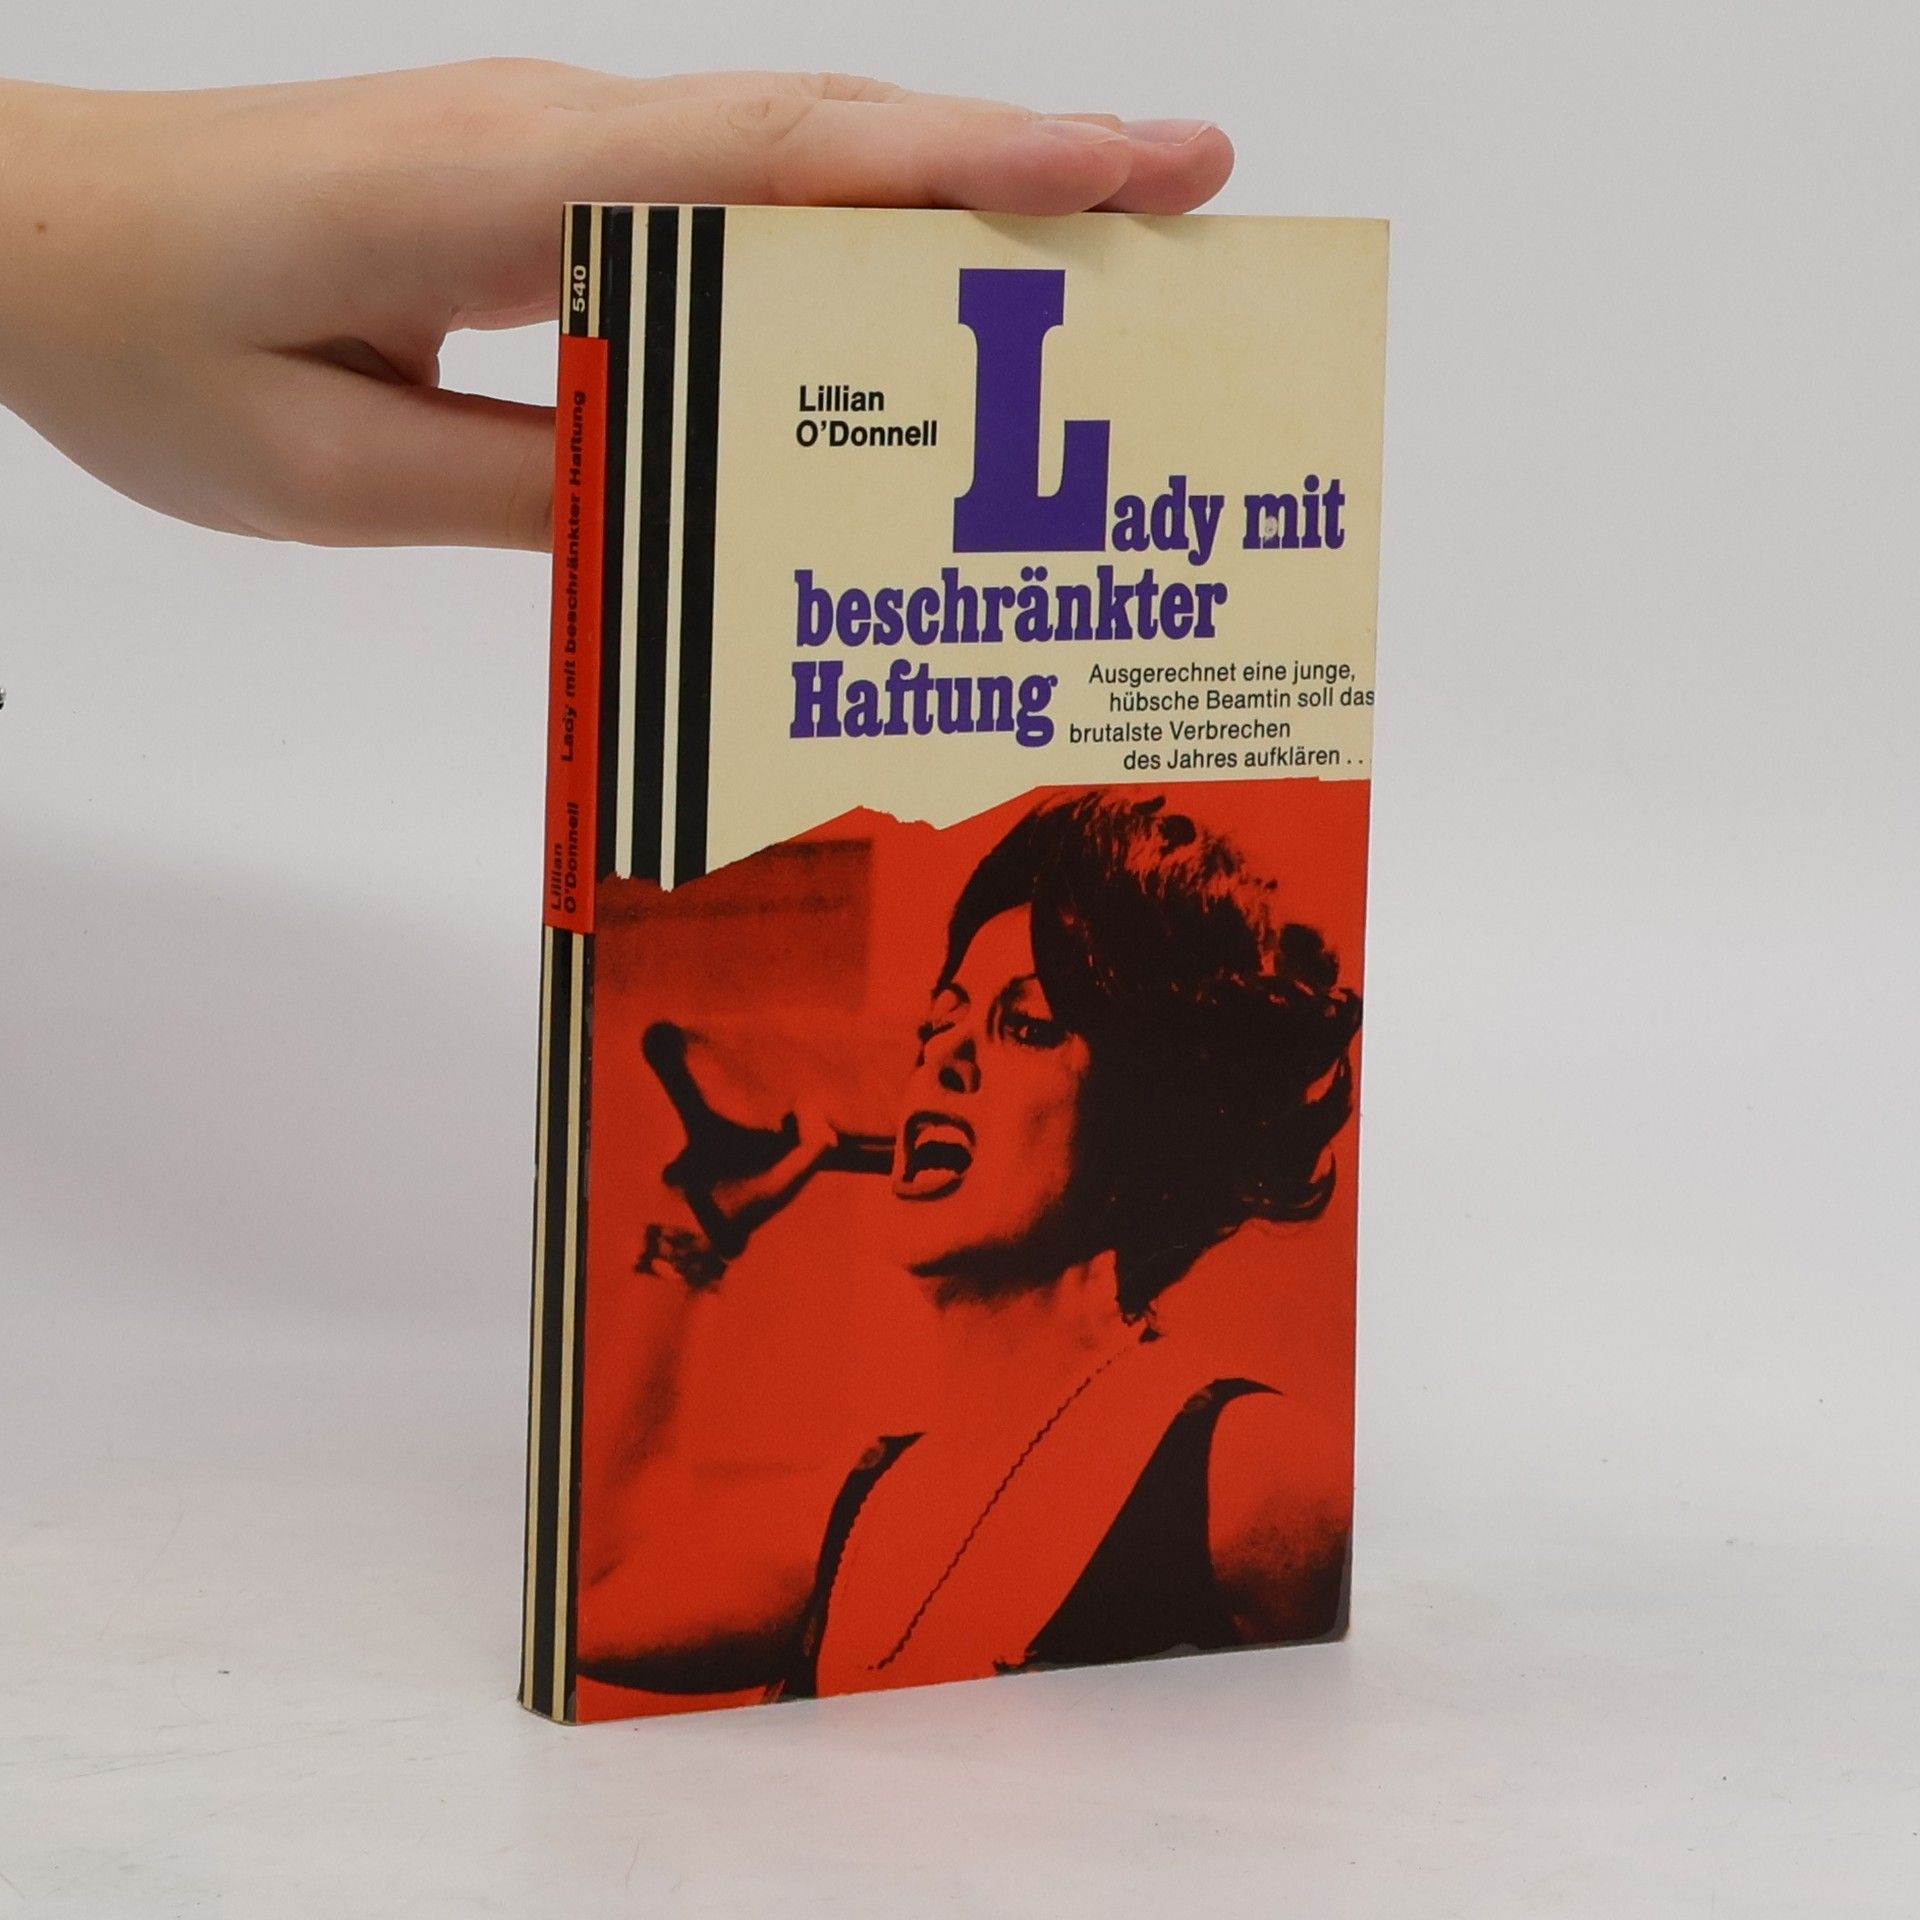 540
Lady mit beschränkter Haftung
Lillian
O'Donnell
Lillian
O'Donnell
Lady mit
beschränkter
Haftung
Ausgerechnet eine junge,
hübsche Beamtin soll das
brutalste Verbrechen
des Jahres aufklären . . .